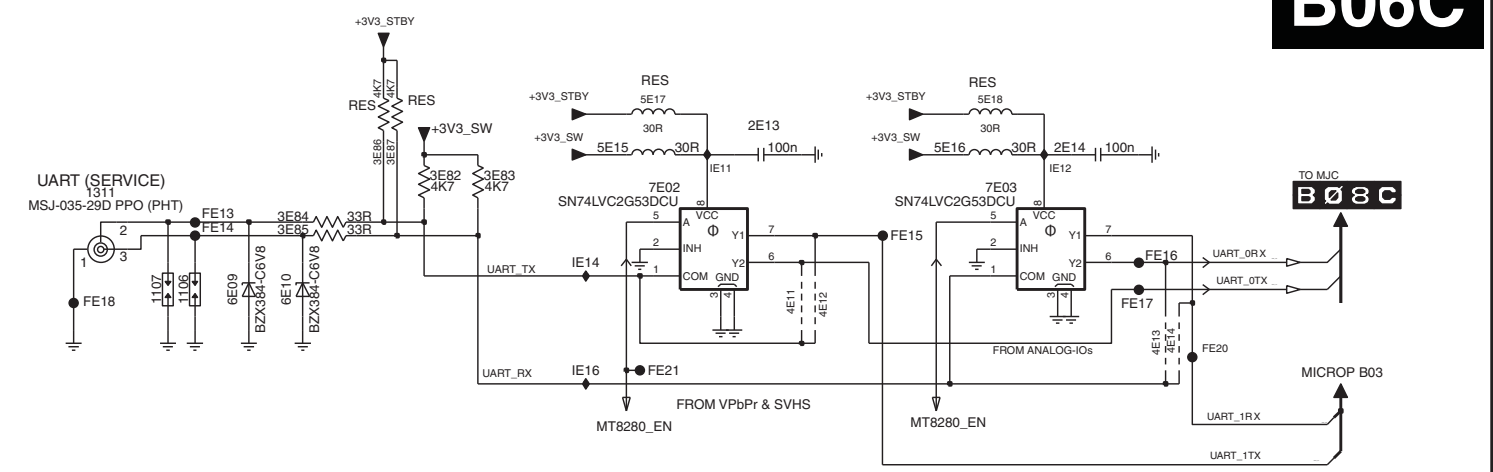 B06C
+3V3_STBY
RES
4K7
4K7
RES
3E86
3E87
+3V3_SW
3E82
4K7
3E83
4K7
UART (SERVICE)
1311
MSJ-035-29D PPO (PHT)
2
3
1
FE13
FE14
3E84
33R
3E85
33R
FE18
1107
1106
6E09
BZX384-C6V8
6E10
BZX384-C6V8
UART_TX
IE14
UART_RX
IE16
FE21
MT8280_EN
FROM VPbPr & SVHS
RES
+3V3_STBY
5E17
30R
+3V3_SW
5E15
30R
2E13
100n
IE11
7E02
SN74LVC2G53DCU
8
VCC
Φ
5
A
2
INH
1
COM
GND
3
4
Y1
7
Y2
6
4E11
4E12
FE15
RES
+3V3_STBY
5E18
30R
+3V3_SW
5E16
30R
2E14
100n
IE12
7E03
SN74LVC2G53DCU
8
VCC
Φ
5
A
2
INH
1
COM
GND
3
4
Y1
7
Y2
6
FE16
FE17
FROM ANALOG-IOs
4E13
4E14
FE20
MT8280_EN
UART_0RX
UART_0TX
TO MJC
BØ8C
MICROP B03
UART_1RX
UART_1TX